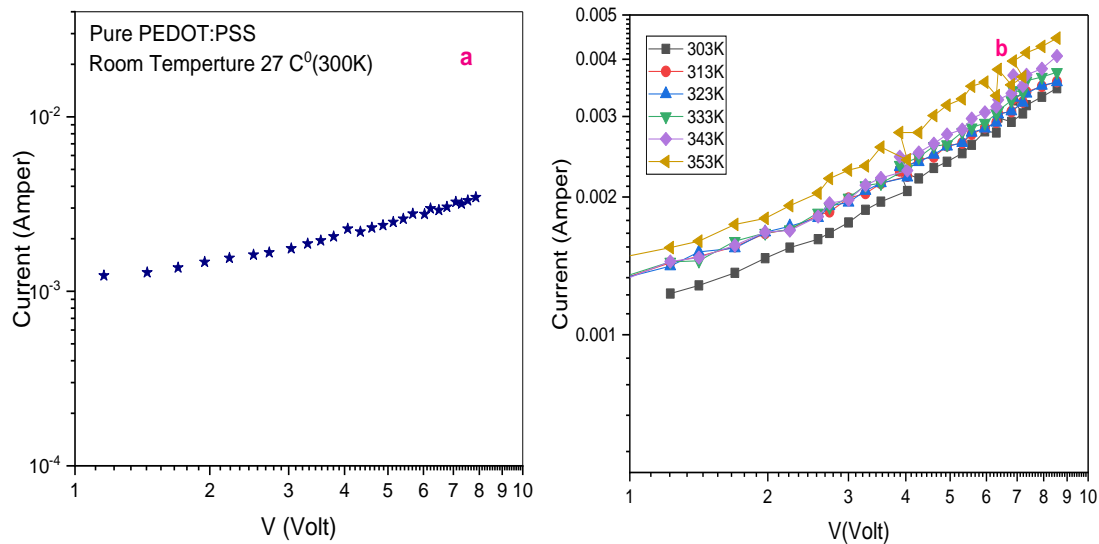 Pure PEDOT:PSS
Room Temperture 27 C⁰(300K)
a
10⁻²
10⁻³
10⁻⁴
Current (Amper)
1 2 3 4 5 6 7 8 9 10
V (Volt)
b
303K
313K
323K
333K
343K
353K
0.005
0.004
0.003
0.002
0.001
Current (Amper)
1 2 3 4 5 6 7 8 9 10
V(Volt)